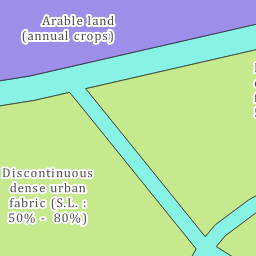 Arable land
(annual crops)
Discontinuous
dense urban
fabric (S.L. :
50% - 80%)